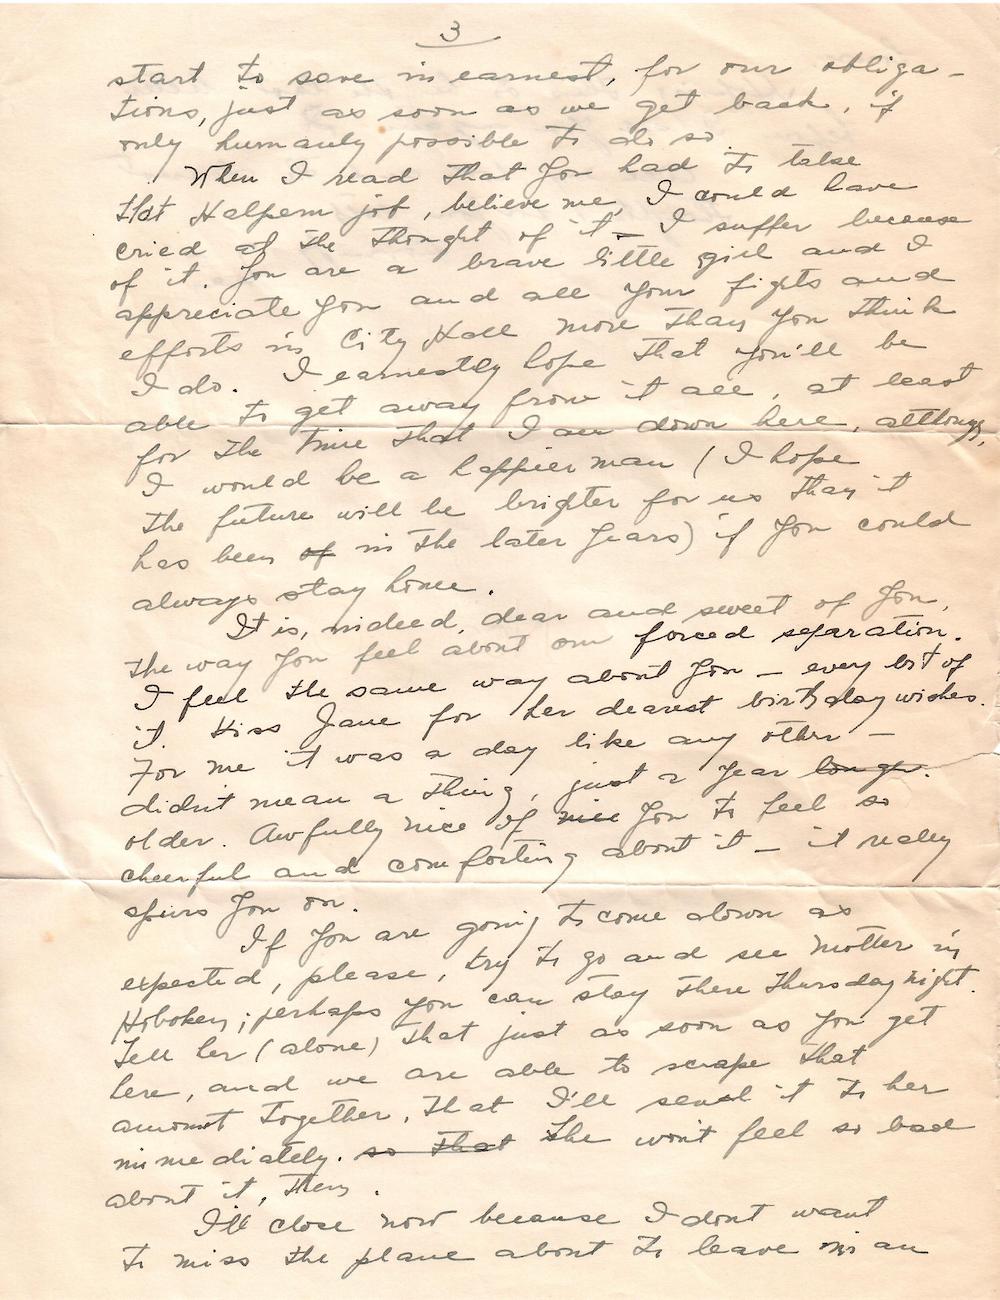 3
start to save in earnest, for our obliga-
tions, just as soon as we get back, if
only humanly possible to do so.
When I read that you had to take
that Halpern job, believe me, I could have
cried at the thought of it — I suffer because
of it. You are a brave little girl and I
appreciate you and all your fights and
efforts in City Hall more than you think
I do. I earnestly hope that you'll be
able to get away from it all, at least
for the time that I am down here, although,
I would be a happier man (I hope
the future will be brighter for us than it
has been of in the later years) if you could
always stay home.
It is, indeed, dear and sweet of you,
the way you feel about our forced separation.
I feel the same way about you — every bit of
it. Kiss Jane for her dearest birthday wishes.
For me it was a day like any other —
didn't mean a thing, just a year longer.
older. Awfully nice of nice you to feel so
cheerful and comforting about it — it really
spurs you on.
If you are going to come down as
expected, please, try to go and see Mother in
Hoboken; perhaps you can stay there Thursday night.
Tell her (alone) that just as soon as you get
here, and we are able to scrape that
amount together, that I'll send it to her
immediately. so that She won't feel so bad
about it, then.
I'll close now because I dont want
to miss the plane about to leave in an